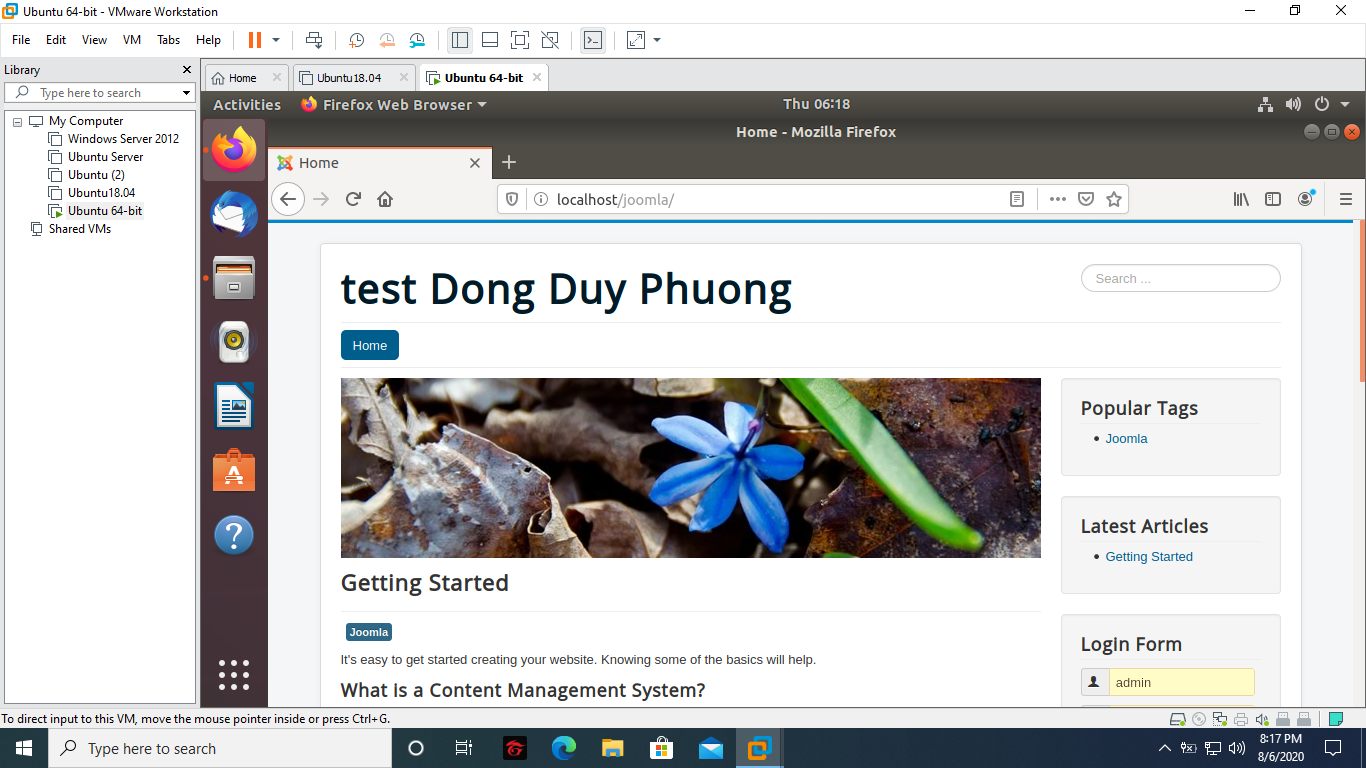 Ubuntu 64-bit - VMware Workstation
File Edit View VM Tabs Help
Library
Home Ubuntu18.04 Ubuntu 64-bit
Type here to search
Activities Firefox Web Browser Thu 06:18
My Computer
Windows Server 2012
Ubuntu Server
Ubuntu (2)
Ubuntu18.04
Ubuntu 64-bit
Shared VMs
Home - Mozilla Firefox
Home
localhost/joomla/
test Dong Duy Phuong
Search ...
Home
Popular Tags
Joomla
Latest Articles
Getting Started
Getting Started
Joomla
It's easy to get started creating your website. Knowing some of the basics will help.
What is a Content Management System?
Login Form
admin
To direct input to this VM, move the mouse pointer inside or press Ctrl+G.
Type here to search
8:17 PM
8/6/2020